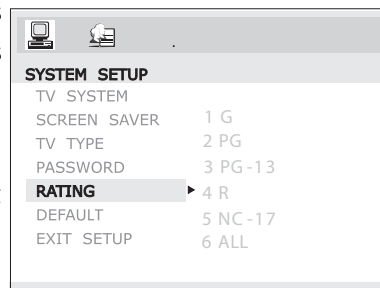 SYSTEM SETUP
TV SYSTEM
SCREEN SAVER
TV TYPE
PASSWORD
RATING
DEFAULT
EXIT SETUP
1 G
2 PG
3 PG-13
4 R
5 NC-17
6 ALL